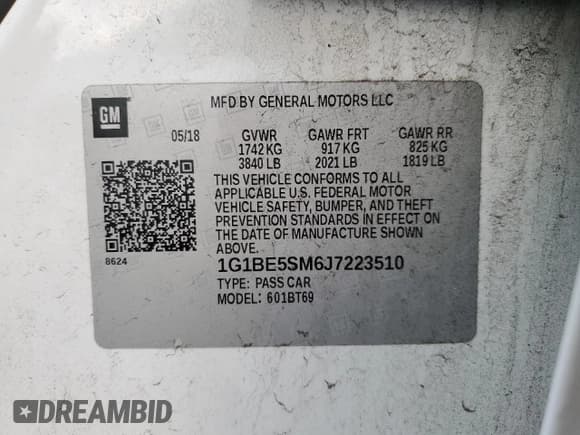 GM
MFD BY GENERAL MOTORS LLC
05/18 GVWR GAWR FRT GAWR RR
1742 KG 917 KG 825 KG
3840 LB 2021 LB 1819 LB
THIS VEHICLE CONFORMS TO ALL
APPLICABLE U.S. FEDERAL MOTOR
VEHICLE SAFETY, BUMPER, AND THEFT
PREVENTION STANDARDS IN EFFECT ON
THE DATE OF MANUFACTURE SHOWN
ABOVE.
8624
1G1BE5SM6J7223510
TYPE: PASS CAR
MODEL: 601BT69
DREAMBID